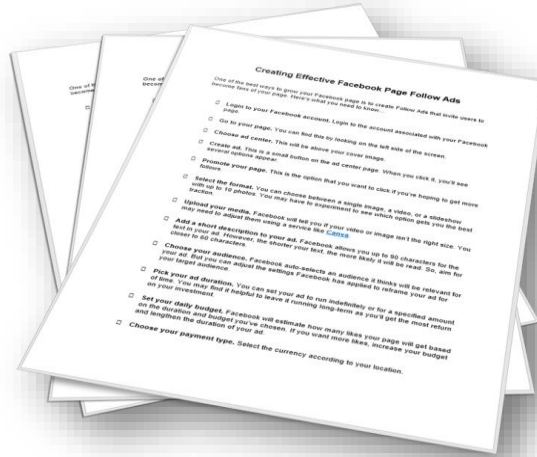 Creating Effective Facebook Page Follow Ads
One of the best ways to grow your Facebook page is to create Follow Ads that invite users to
become fans of your page. Here's what you need to know...
Login to your Facebook account. Login to the account associated with your Facebook
page.
Go to your page. You can find this by looking on the left side of the screen.
Choose ad center. This will be above your cover image.
Create ad. This is a small button on the ad center page. When you click it, you'll see
several options appear.
Promote your page. This is the option that you want to click if you're hoping to get more
follows.
Select the format. You can choose between a single image, a video, or a slideshow
with up to 10 photos. You may have to experiment to see which option gets you the best
traction.
Upload your media. Facebook will tell you if your video or image isn't the right size. You
may need to adjust them using a service like Canva
Add a short description to your ad. Facebook allows you up to 90 characters for the
text in your ad. However, the shorter your text, the more likely it will be read. So, aim for
closer to 60 characters.
Choose your audience. Facebook auto-selects an audience it thinks will be relevant for
your ad. But you can adjust the settings Facebook has applied to reframe your ad for
your target audience.
Pick your ad duration. You can set your ad to run indefinitely or for a specified amount
of time. You may find it helpful to leave it running long-term as you'll get the most return
on your investment.
Set your daily budget. Facebook will estimate how many likes your page will get based
on the duration and budget you've chosen. If you want more likes, increase your budget
and lengthen the duration of your ad.
Choose your payment type. Select the currency according to your location.
One of
become
One of
become